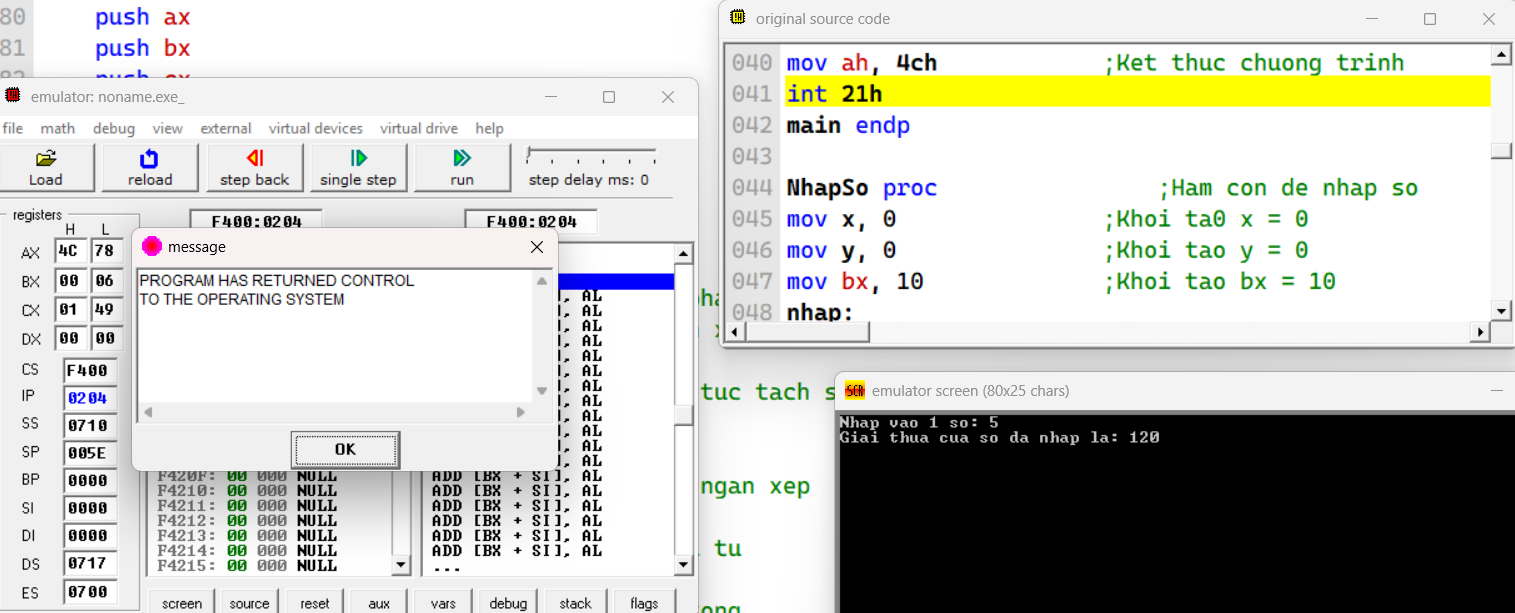 80 push ax
81 push bx
emulator: noname.exe_
file math debug view external virtual devices virtual drive help
Load reload step back single step run step delay ms: 0
registers
H L
F400:0204 F400:0204
AX 4C 78
BX 00 06
CX 01 49
DX 00 00
CS F400
IP 0204
SS 0710
SP 005E
BP 0000
SI 0000
DI 0000
DS 0717
ES 0700
message
PROGRAM HAS RETURNED CONTROL
TO THE OPERATING SYSTEM
OK
], AL
], AL
], AL
], AL
], AL
], AL
], AL
], AL
], AL
], AL
], AL
], AL
F420F: 00 000 NULL ADD [BX + SI], AL
F4210: 00 000 NULL ADD [BX + SI], AL
F4211: 00 000 NULL ADD [BX + SI], AL
F4212: 00 000 NULL ADD [BX + SI], AL
F4213: 00 000 NULL ADD [BX + SI], AL
F4214: 00 000 NULL ADD [BX + SI], AL
F4215: 00 000 NULL ...
screen source reset aux vars debug stack flags
original source code
040 mov ah, 4ch ;Ket thuc chuong trinh
041 int 21h
042 main endp
043
044 NhapSo proc ;Ham con de nhap so
045 mov x, 0 ;Khoi ta0 x = 0
046 mov y, 0 ;Khoi tao y = 0
047 mov bx, 10 ;Khoi tao bx = 10
048 nhap:
tuc tach s
ngan xep
tu
ong
emulator screen (80x25 chars)
Nhap vao 1 so: 5
Giai thua cua so da nhap la: 120